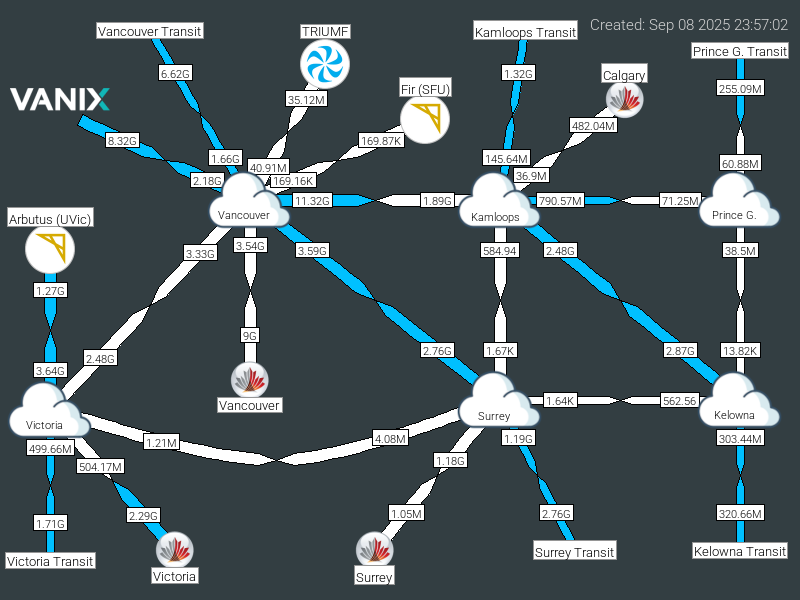 Created: Sep 08 2025 23:57:02
Vancouver Transit
TRIUMF
Kamloops Transit
Prince G. Transit
6.62G
1.32G
Calgary
255.09M
VANIX
35.12M
Fir (SFU)
482.04M
8.32G
169.87K
1.66G
145.64M
60.88M
40.91M
2.18G
169.16K
36.9M
11.32G
1.89G
790.57M
71.25M
Vancouver
Kamloops
Prince G.
Arbutus (UVic)
3.33G
3.54G
3.59G
584.94
2.48G
38.5M
1.27G
9G
2.48G
2.76G
1.67K
2.87G
13.82K
3.64G
Vancouver
1.64K
562.56
Victoria
Surrey
Kelowna
1.21M
4.08M
1.19G
303.44M
499.66M
504.17M
1.18G
1.71G
2.29G
1.05M
2.76G
320.66M
Victoria Transit
Victoria
Surrey
Surrey Transit
Kelowna Transit